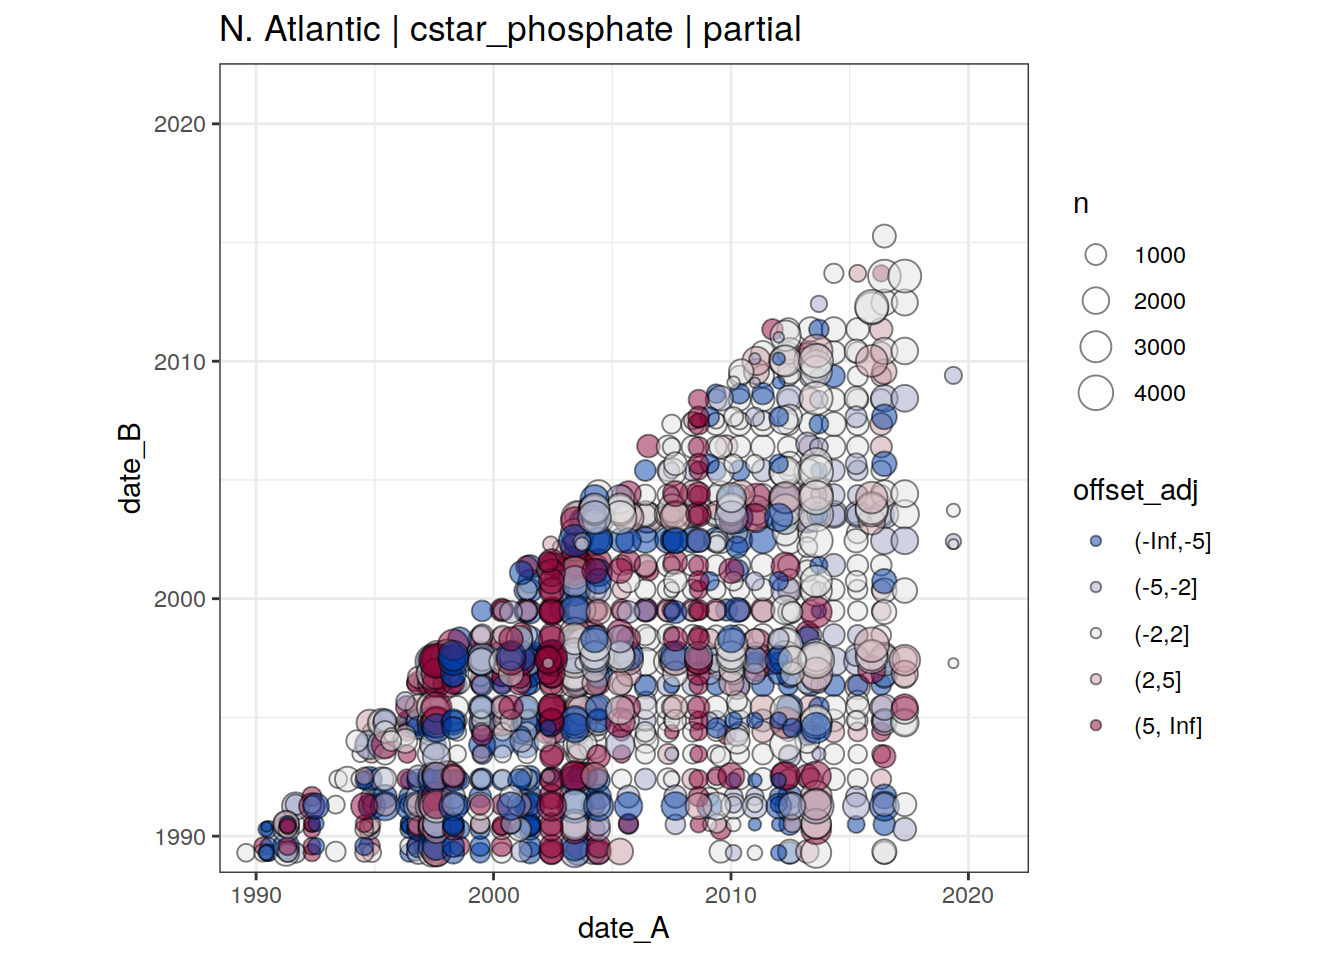 N. Atlantic | cstar_phosphate | partial
2020
2010
2000
1990
date_B
1990
2000
2010
2020
date_A
n
1000
2000
3000
4000
offset_adj
(-Inf,-5]
(-5,-2]
(-2,2]
(2,5]
(5, Inf]